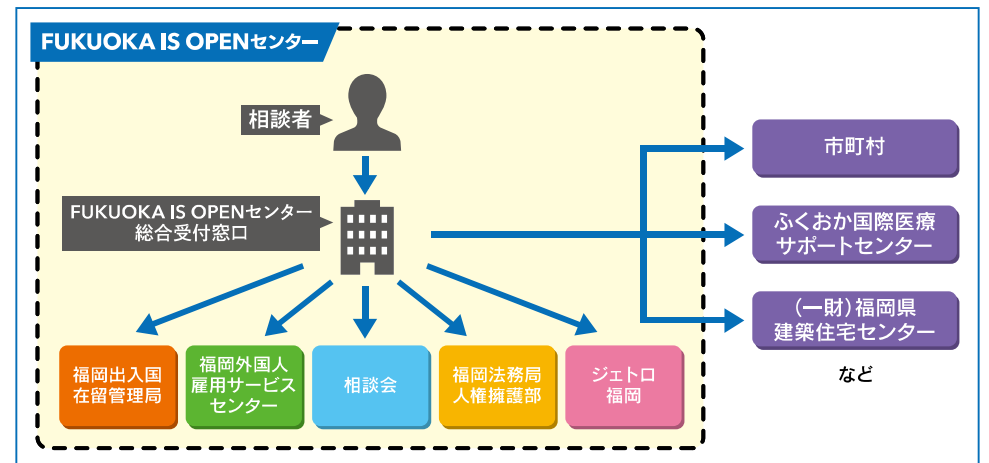 FUKUOKA IS OPENセンター
相談者
FUKUOKA IS OPENセンター
総合受付窓口
福岡出入国
在留管理局
福岡外国人
雇用サービス
センター
相談会
福岡法務局
人権擁護部
ジェトロ
福岡
市町村
ふくおか国際医療
サポートセンター
(一財)福岡県
建築住宅センター
など